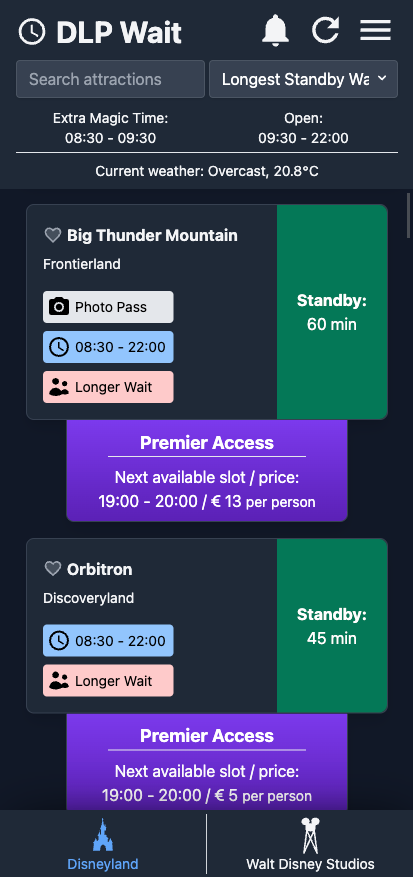 DLP Wait
Search attractions
Longest Standby Wa
Extra Magic Time:
08:30 - 09:30
Open:
09:30 - 22:00
Current weather: Overcast, 20.8°C
Big Thunder Mountain
Frontierland
Photo Pass
08:30 - 22:00
Longer Wait
Standby:
60 min
Premier Access
Next available slot / price:
19:00 - 20:00 / € 13 per person
Orbitron
Discoveryland
08:30 - 22:00
Longer Wait
Standby:
45 min
Premier Access
Next available slot / price:
19:00 - 20:00 / € 5 per person
Disneyland
Walt Disney Studios